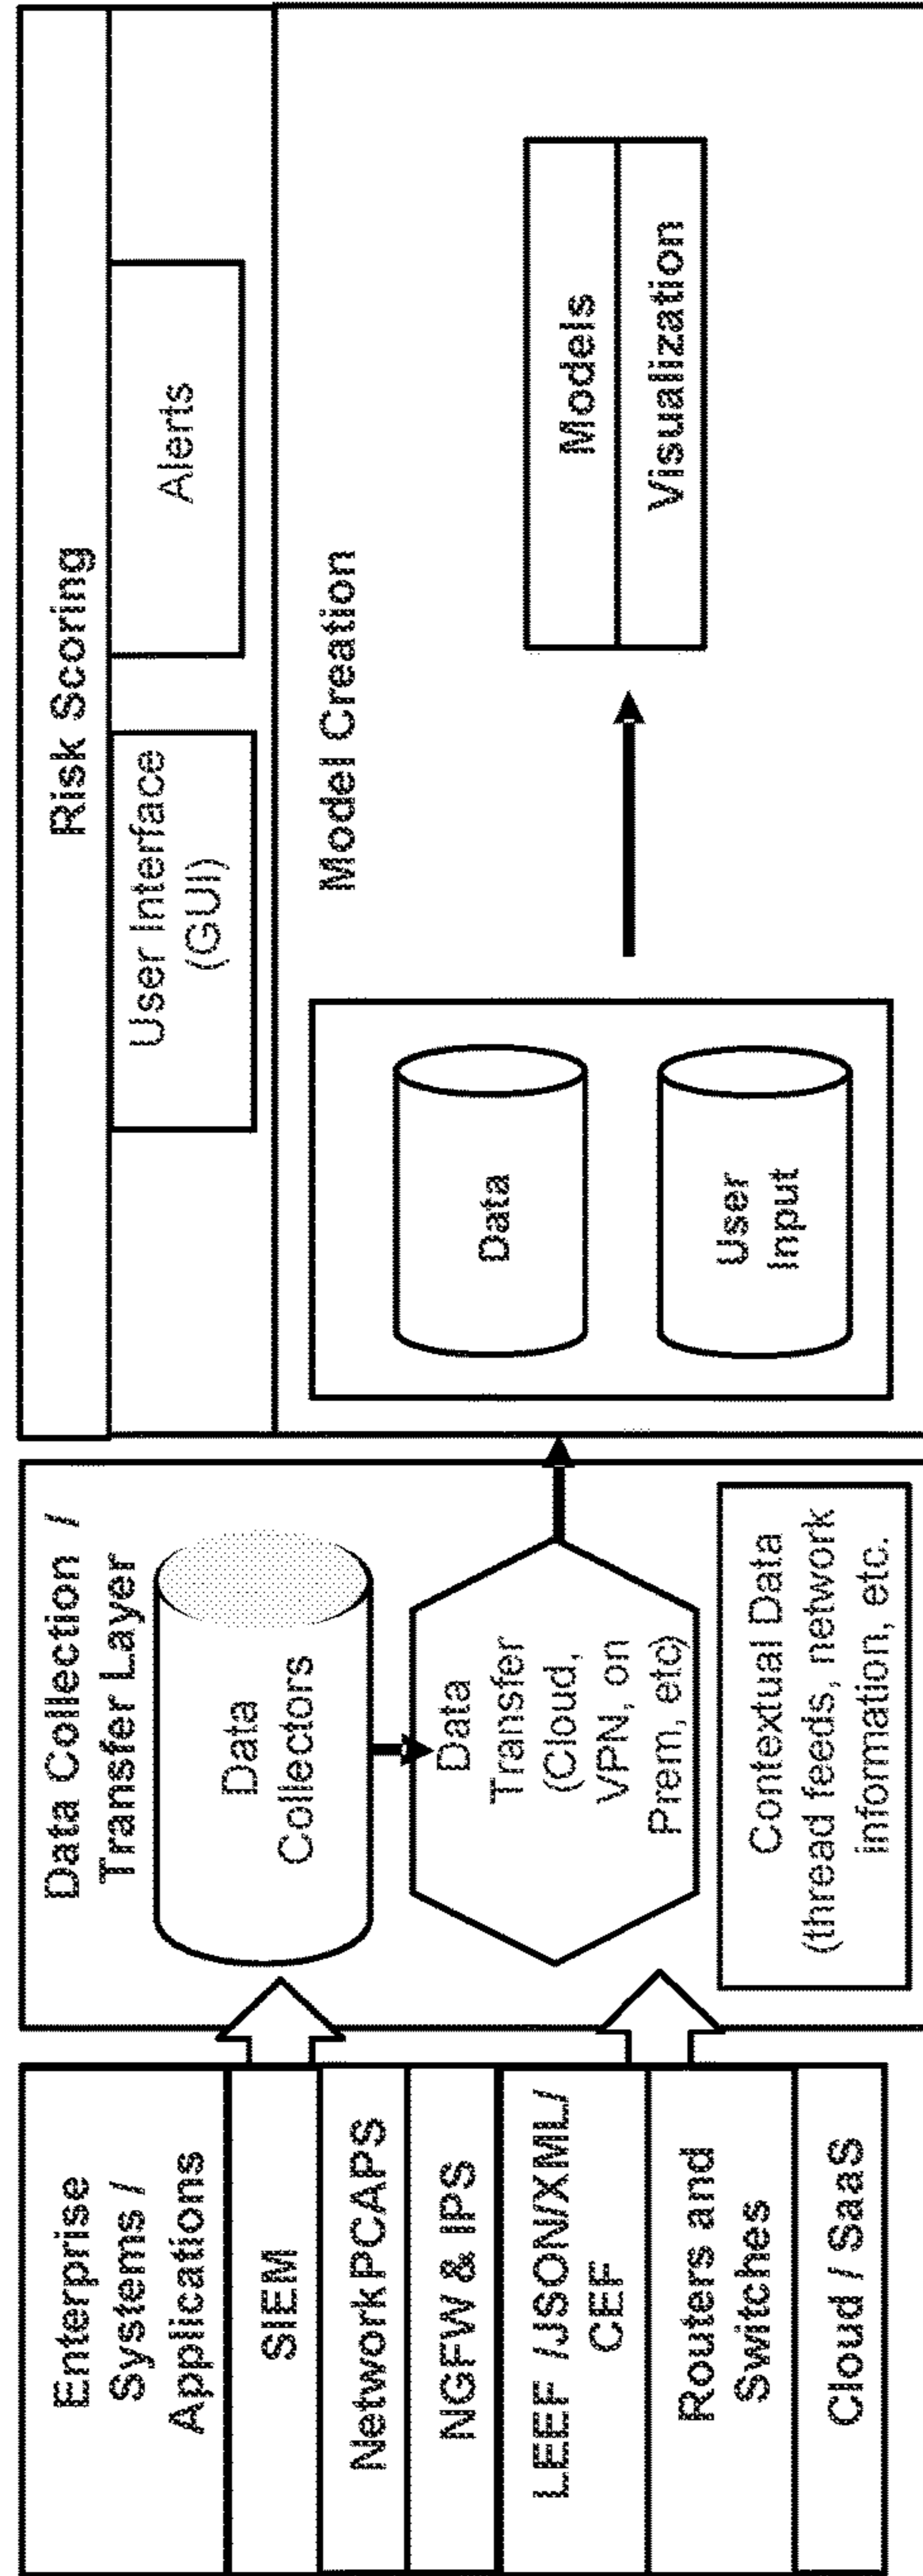 Enterprise
Systems /
Applications
SIEM
NetworkPCAPS
NGFW & IPS
LEEF /JSON/XML/
CEF
Routers and
Switches
Cloud / SaaS
Data Collection /
Transfer Layer
Data
Collectors
Data
Transfer
(Cloud,
VPN, on
Prem, etc)
Contextual Data
(thread feeds, network
information, etc.
Risk Scoring
User Interface
(GUI)
Alerts
Model Creation
Data
User
Input
Models
Visualization